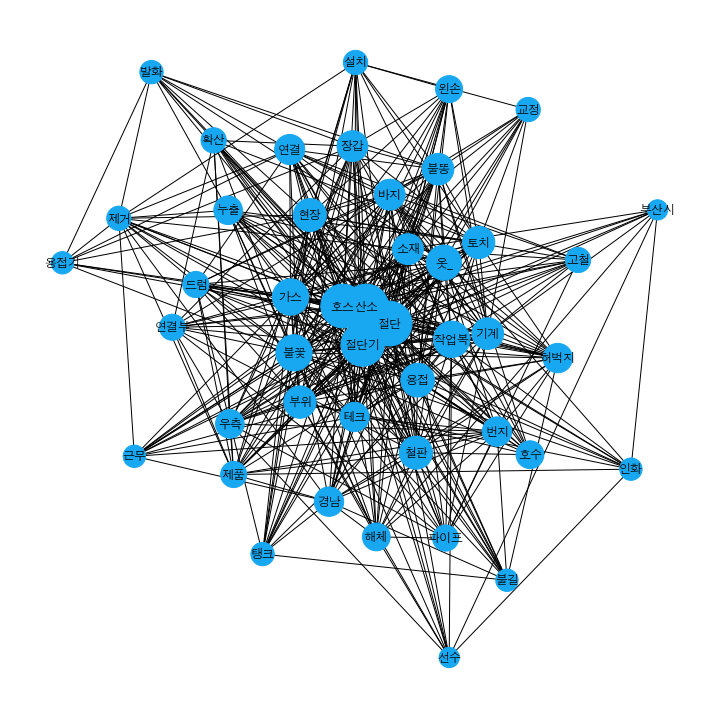 설치
발화
왼손
교정
확산
장갑
연결
불똥
바지
누출
부산시
현장
제거
토치
소재
고철
옷_
용접
드럼
가스
호스
산소
절단
연결부
기계
작업복
절단기
불꽃
허벅지
용접
부위
테크
우측
번지
철판
호수
근무
인화
제품
경남
해체
파이프
탱크
불길
선수